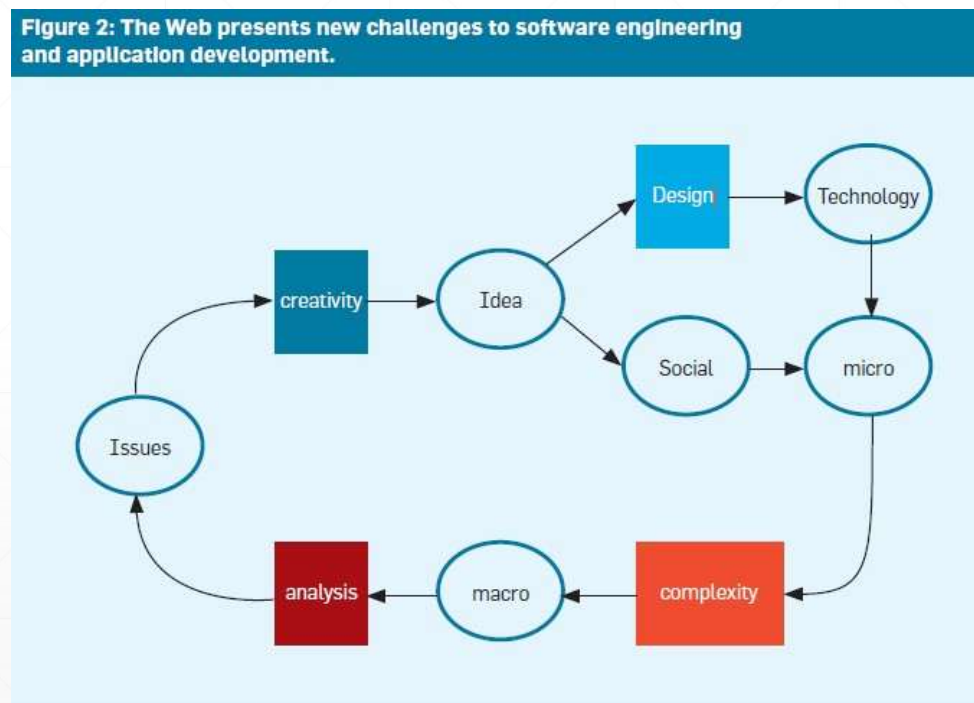 Figure 2: The Web presents new challenges to software engineering
and application development.
Design
Technology
creativity
Idea
Social
micro
Issues
analysis
macro
complexity